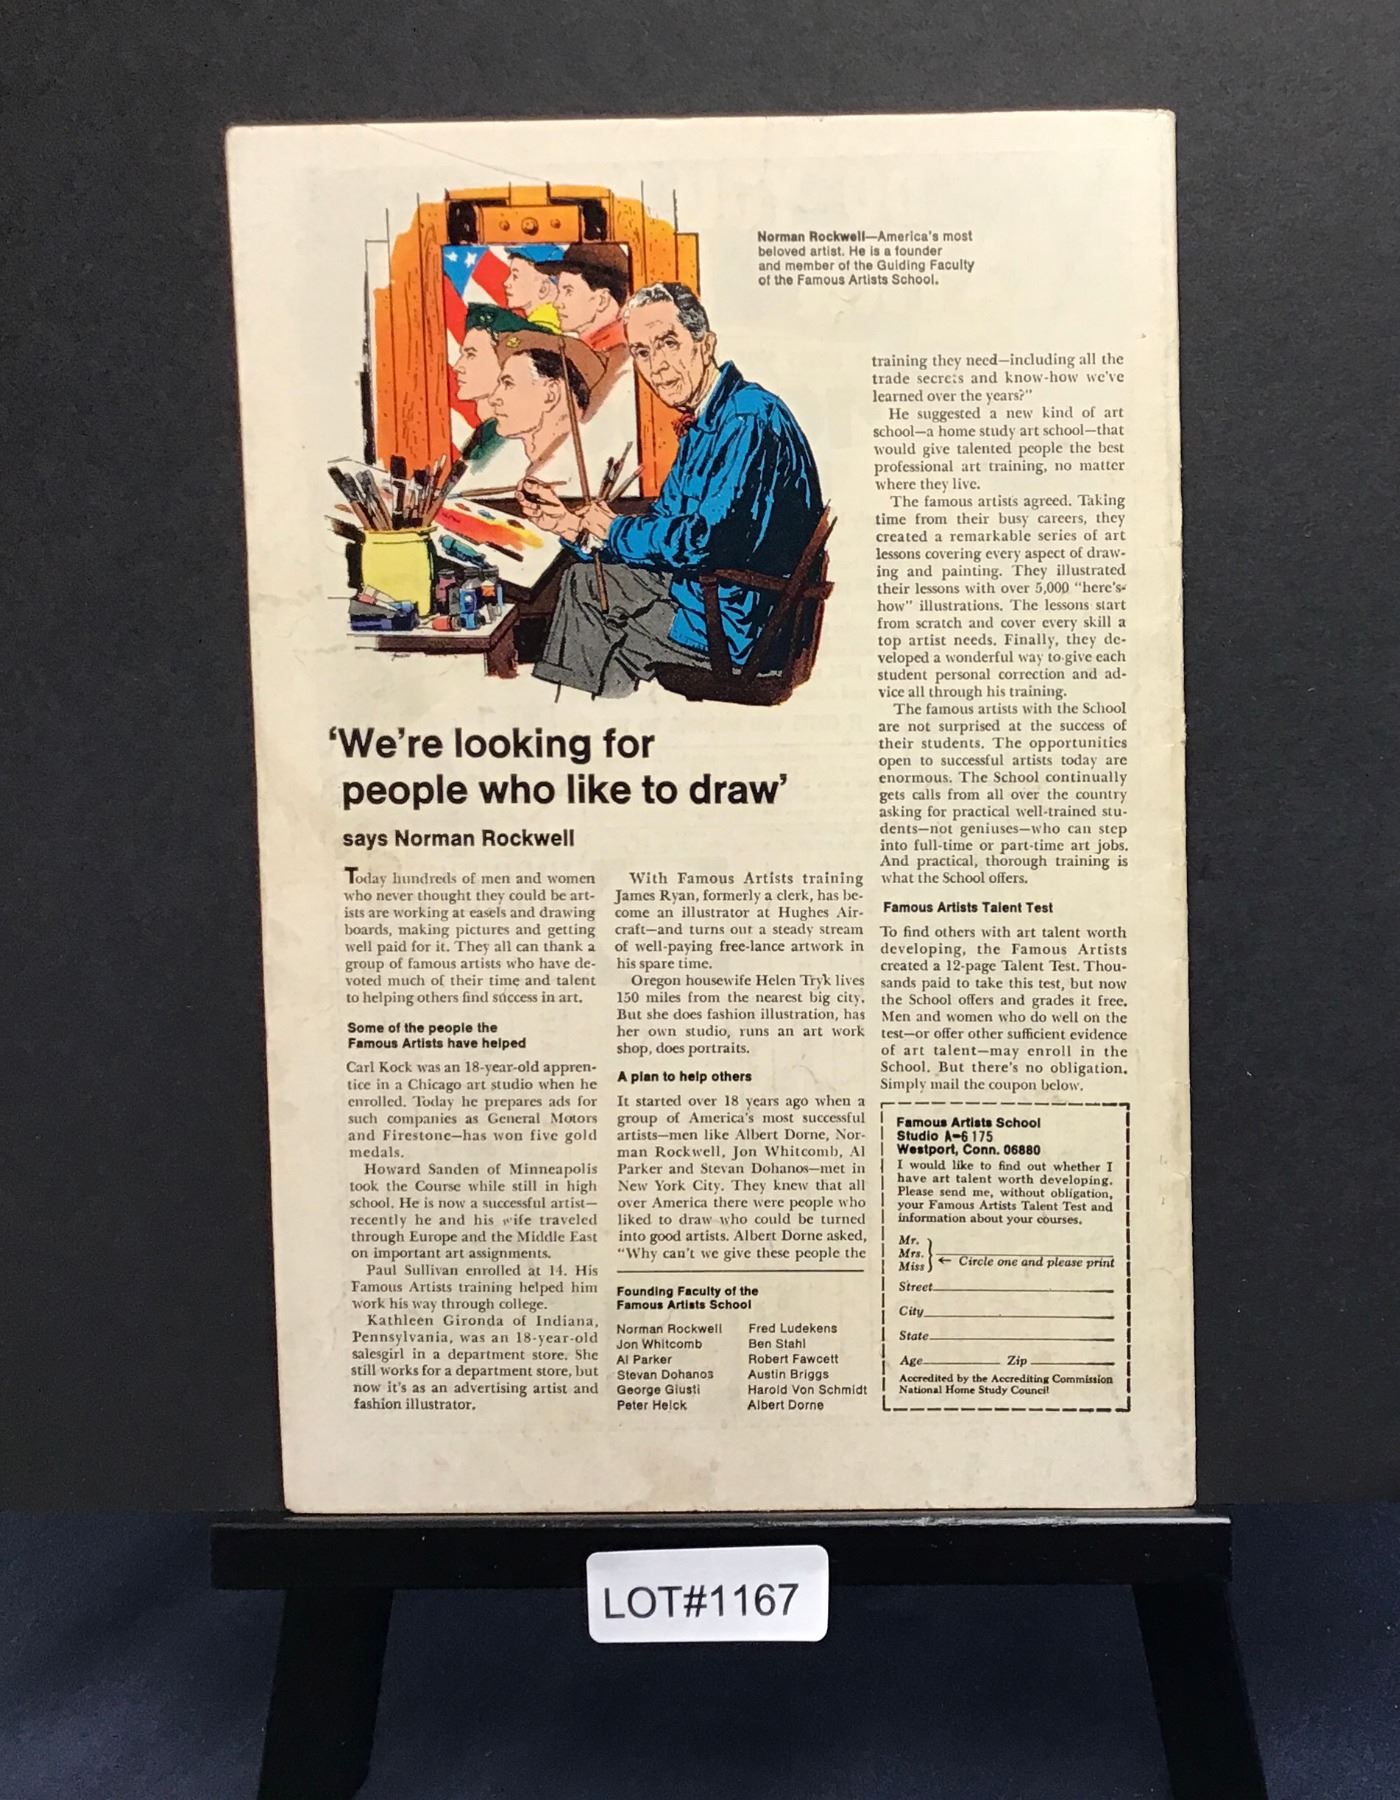 Norman Rockwell—America's most
beloved artist. He is a founder
and member of the Guiding Faculty
of the Famous Artists School.
'We're looking for
people who like to draw'
says Norman Rockwell
Today hundreds of men and women
who never thought they could be art-
ists are working at easels and drawing
boards, making pictures and getting
well paid for it. They all can thank a
group of famous artists who have de-
voted much of their time and talent
to helping others find success in art.
Some of the people the
Famous Artists have helped
Carl Kock was an 18-year-old appren-
tice in a Chicago art studio when he
enrolled. Today he prepares ads for
such companies as General Motors
and Firestone—has won five gold
medals.
Howard Sanden of Minneapolis
took the Course while still in high
school. He is now a successful artist—
recently he and his wife traveled
through Europe and the Middle East
on important art assignments.
Paul Sullivan enrolled at 14. His
Famous Artists training helped him
work his way through college.
Kathleen Gironda of Indiana,
Pennsylvania, was an 18-year-old
salesgirl in a department store. She
still works for a department store, but
now it's as an advertising artist and
fashion illustrator.
With Famous Artists training
James Ryan, formerly a clerk, has be-
come an illustrator at Hughes Air-
craft—and turns out a steady stream
of well-paying free-lance artwork in
his spare time.
Oregon housewife Helen Tryk lives
150 miles from the nearest big city.
But she does fashion illustration, has
her own studio, runs an art work
shop, does portraits.
A plan to help others
It started over 18 years ago when a
group of America's most successful
artists—men like Albert Dorne, Nor-
man Rockwell, Jon Whitcomb, Al
Parker and Stevan Dohanos—met in
New York City. They knew that all
over America there were people who
liked to draw who could be turned
into good artists. Albert Dorne asked,
"Why can't we give these people the
Founding Faculty of the
Famous Artists School
Norman Rockwell Fred Ludekens
Jon Whitcomb Ben Stahl
Al Parker Robert Fawcett
Stevan Dohanos Austin Briggs
George Giusti Harold Von Schmidt
Peter Helck Albert Dorne
training they need—including all the
trade secrets and know-how we've
learned over the years?"
He suggested a new kind of art
school—a home study art school—that
would give talented people the best
professional art training, no matter
where they live.
The famous artists agreed. Taking
time from their busy careers, they
created a remarkable series of art
lessons covering every aspect of draw-
ing and painting. They illustrated
their lessons with over 5,000 "here's-
how" illustrations. The lessons start
from scratch and cover every skill a
top artist needs. Finally, they de-
veloped a wonderful way to give each
student personal correction and ad-
vice all through his training.
The famous artists with the School
are not surprised at the success of
their students. The opportunities
open to successful artists today are
enormous. The School continually
gets calls from all over the country
asking for practical well-trained stu-
dents—not geniuses—who can step
into full-time or part-time art jobs.
And practical, thorough training is
what the School offers.
Famous Artists Talent Test
To find others with art talent worth
developing, the Famous Artists
created a 12-page Talent Test. Thou-
sands paid to take this test, but now
the School offers and grades it free.
Men and women who do well on the
test—or offer other sufficient evidence
of art talent—may enroll in the
School. But there's no obligation.
Simply mail the coupon below.
Famous Artists School
Studio A-6175
Westport, Conn. 06880
I would like to find out whether I
have art talent worth developing.
Please send me, without obligation,
your Famous Artists Talent Test and
information about your courses.
Mr.
Mrs.
Miss ← Circle one and please print
Street
City
State
Age Zip
Accredited by the Accrediting Commission
National Home Study Council
LOT#1167